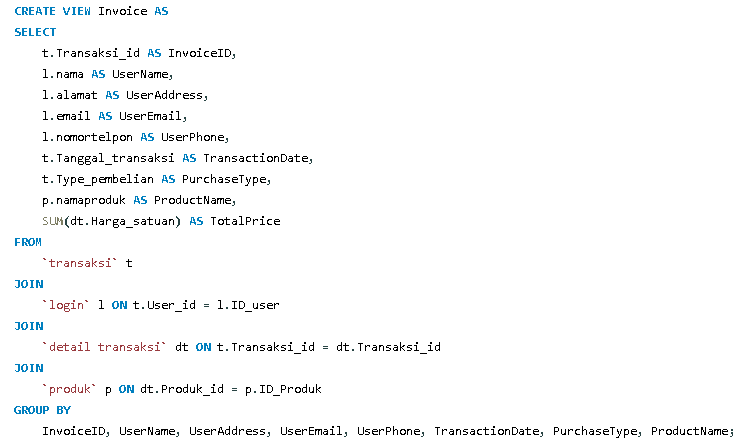 CREATE VIEW Invoice AS
SELECT
    t.Transaksi_id AS InvoiceID,
    l.nama AS UserName,
    l.alamat AS UserAddress,
    l.email AS UserEmail,
    l.nomortelpon AS UserPhone,
    t.Tanggal_transaksi AS TransactionDate,
    t.Type_pembelian AS PurchaseType,
    p.namaproduk AS ProductName,
    SUM(dt.Harga_satuan) AS TotalPrice
FROM
    `transaksi` t
JOIN
    `login` l ON t.User_id = l.ID_user
JOIN
    `detail transaksi` dt ON t.Transaksi_id = dt.Transaksi_id
JOIN
    `produk` p ON dt.Produk_id = p.ID_Produk
GROUP BY
    InvoiceID, UserName, UserAddress, UserEmail, UserPhone, TransactionDate, PurchaseType, ProductName;